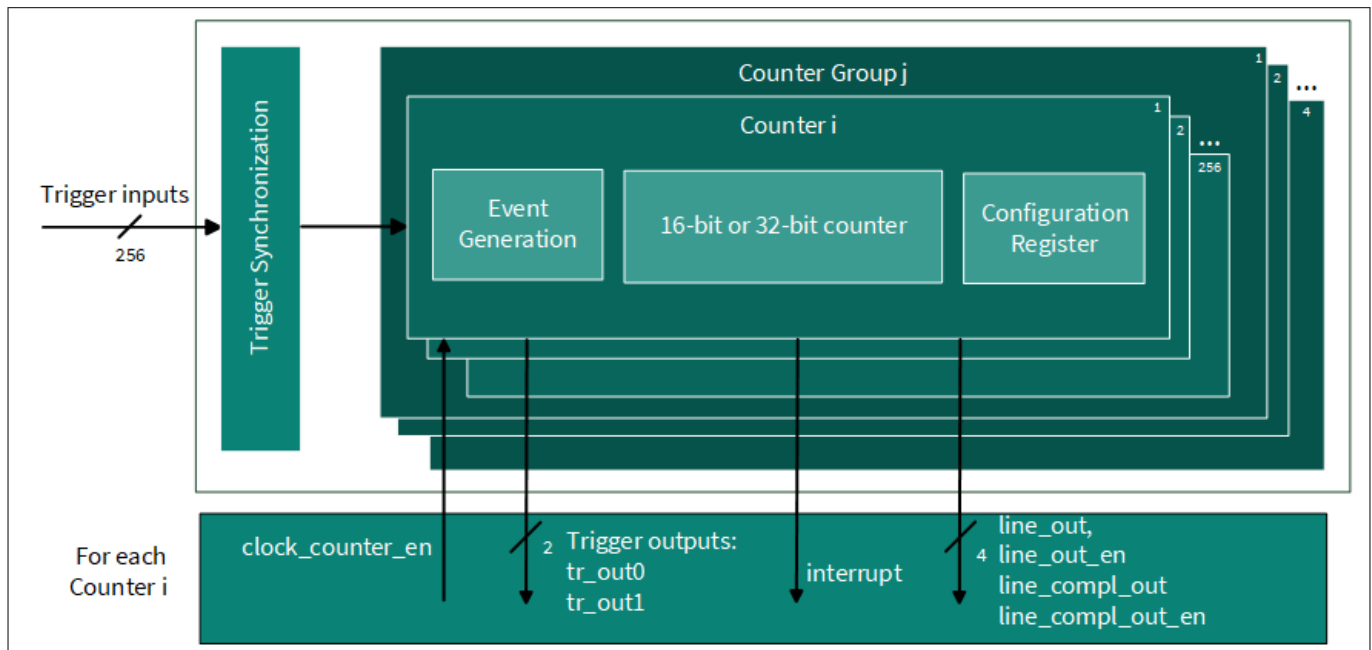 Counter Group j
1
2
...
4
Counter i
1
2
...
256
Trigger inputs
256
Trigger Synchronization
Event
Generation
16-bit or 32-bit counter
Configuration
Register
For each
Counter i
clock_counter_en
2
Trigger outputs:
tr_out0
tr_out1
interrupt
4
line_out,
line_out_en
line_compl_out
line_compl_out_en